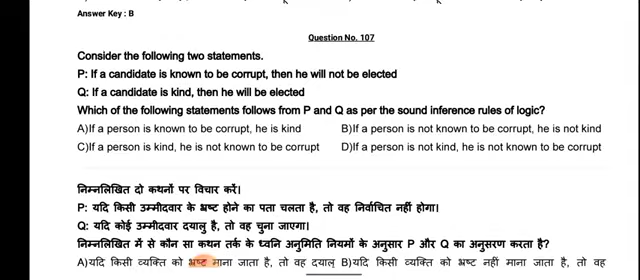 Answer Key : B
Question No. 107
Consider the following two statements.
P: If a candidate is known to be corrupt, then he will not be elected
Q: If a candidate is kind, then he will be elected
Which of the following statements follows from P and Q as per the sound inference rules of logic?
A)If a person is known to be corrupt, he is kind B)If a person is not known to be corrupt, he is not kind
C)If a person is kind, he is not known to be corrupt D)If a person is not kind, he is not known to be corrupt
निम्नलिखित दो कथनों पर विचार करें।
P: यदि किसी उम्मीदवार के भ्रष्ट होने का पता चलता है, तो वह निर्वाचित नहीं होगा।
Q: यदि कोई उम्मीदवार दयालु है, तो वह चुना जाएगा।
निम्नलिखित में से कौन सा कथन तर्क के ध्वनि अनुमिति नियमों के अनुसार P और Q का अनुसरण करता है?
A)यदि किसी व्यक्ति को भ्रष्ट माना जाता है, तो वह दयालु B)यदि किसी व्यक्ति को भ्रष्ट नहीं माना जाता है, तो वह